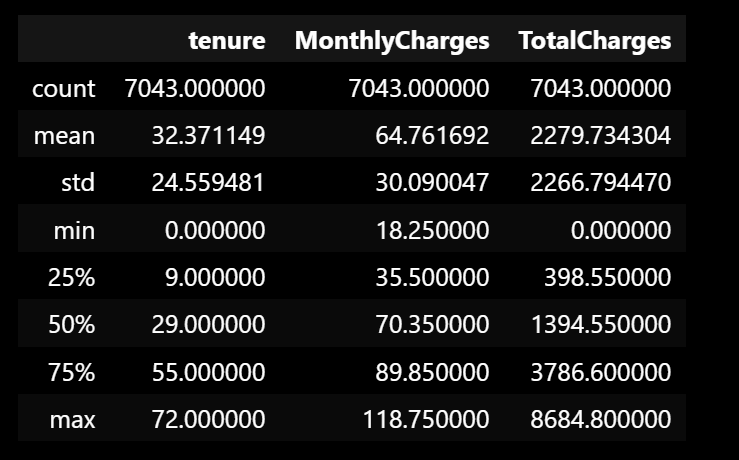 tenure MonthlyCharges TotalCharges
count 7043.000000 7043.000000 7043.000000
mean 32.371149 64.761692 2279.734304
std 24.559481 30.090047 2266.794470
min 0.000000 18.250000 0.000000
25% 9.000000 35.500000 398.550000
50% 29.000000 70.350000 1394.550000
75% 55.000000 89.850000 3786.600000
max 72.000000 118.750000 8684.800000